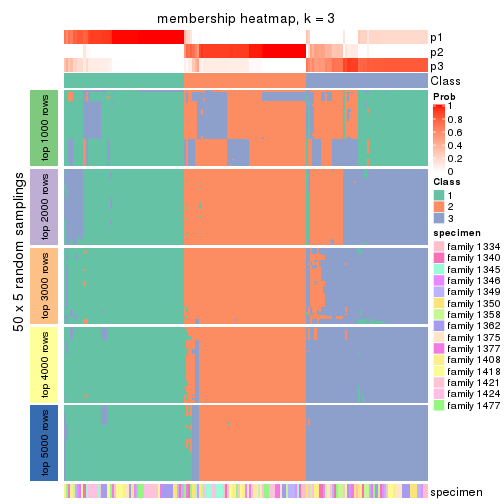 membership heatmap, k = 3
p1
p2
p3
Class
50 x 5 random samplings
top 1000 rows
top 2000 rows
top 3000 rows
top 4000 rows
top 5000 rows
specimen
Prob
1
0.8
0.6
0.4
0.2
0
Class
1
2
3
specimen
family 1334
family 1340
family 1345
family 1346
family 1349
family 1350
family 1358
family 1362
family 1375
family 1377
family 1408
family 1418
family 1421
family 1424
family 1477